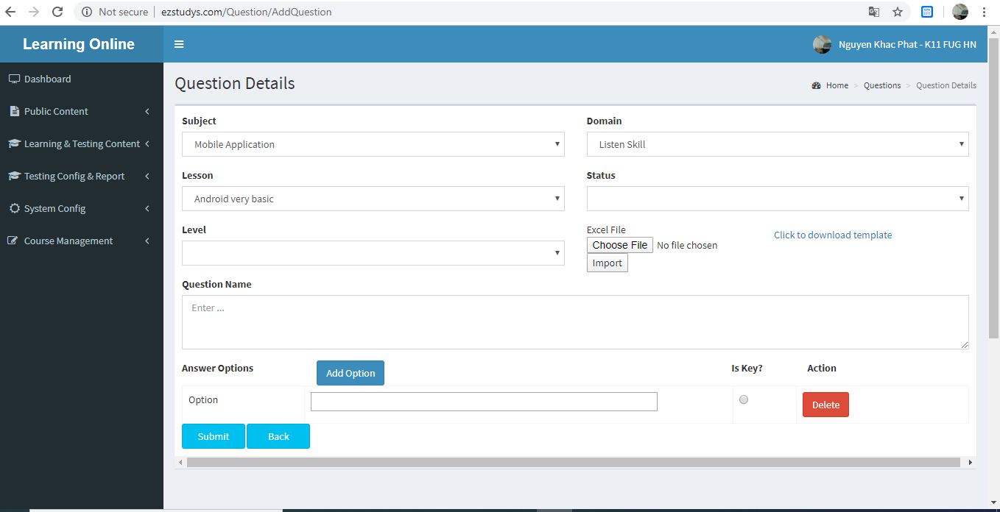 Not secure | ezstudys.com/Question/AddQuestion
Learning Online
Nguyen Khac Phat - K11 FUG HN
Dashboard
Public Content
Learning & Testing Content
Testing Config & Report
System Config
Course Management
Question Details
Home > Questions > Question Details
Subject
Domain
Mobile Application
Listen Skill
Lesson
Status
Android very basic
Level
Excel File
Click to download template
Choose File No file chosen
Import
Question Name
Enter ...
Answer Options
Add Option
Is Key?
Action
Option
Delete
Submit
Back